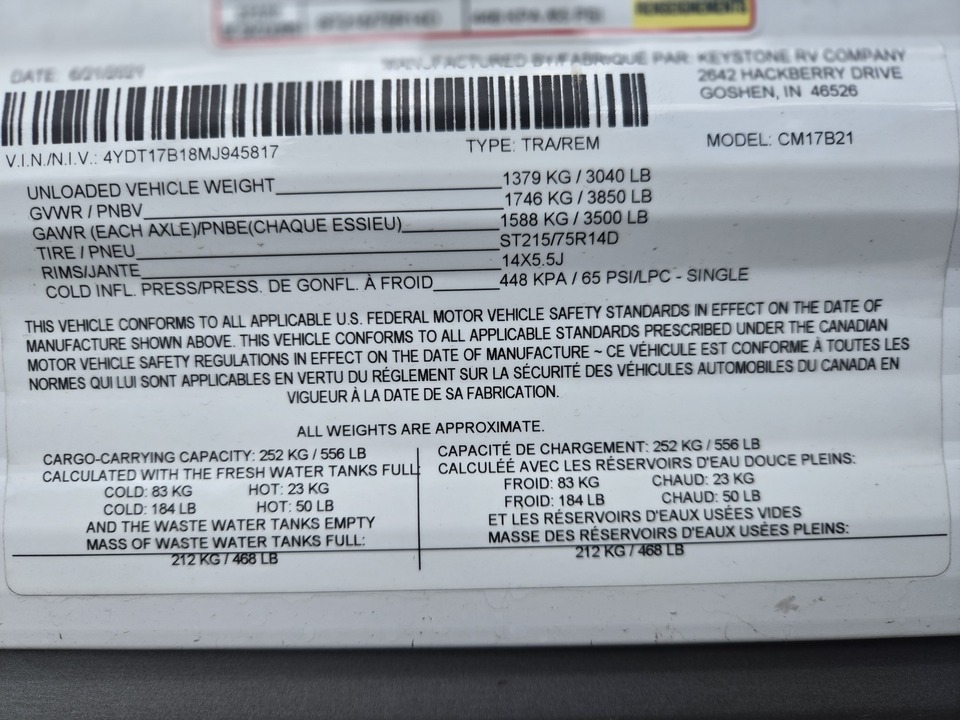 RENSEIGNEMENTS
DATE: 6/21/2021
MANUFACTURED BY/FABRIQUÉ PAR: KEYSTONE RV COMPANY
2642 HACKBERRY DRIVE
GOSHEN, IN 46526
V.I.N./N.I.V.: 4YDT17B18MJ945817
TYPE: TRA/REM
MODEL: CM17B21
UNLOADED VEHICLE WEIGHT 1379 KG / 3040 LB
GVWR / PNBV 1746 KG / 3850 LB
GAWR (EACH AXLE)/PNBE(CHAQUE ESSIEU) 1588 KG / 3500 LB
TIRE / PNEU ST215/75R14D
RIMS/JANTE 14X5.5J
COLD INFL. PRESS/PRESS. DE GONFL. À FROID 448 KPA / 65 PSI/LPC - SINGLE
THIS VEHICLE CONFORMS TO ALL APPLICABLE U.S. FEDERAL MOTOR VEHICLE SAFETY STANDARDS IN EFFECT ON THE DATE OF
MANUFACTURE SHOWN ABOVE. THIS VEHICLE CONFORMS TO ALL APPLICABLE STANDARDS PRESCRIBED UNDER THE CANADIAN
MOTOR VEHICLE SAFETY REGULATIONS IN EFFECT ON THE DATE OF MANUFACTURE ~ CE VÉHICULE EST CONFORME À TOUTES LES
NORMES QUI LUI SONT APPLICABLES EN VERTU DU RÉGLEMENT SUR LA SÉCURITÉ DES VÉHICULES AUTOMOBILES DU CANADA EN
VIGUEUR À LA DATE DE SA FABRICATION.
ALL WEIGHTS ARE APPROXIMATE.
CARGO-CARRYING CAPACITY: 252 KG / 556 LB
CALCULATED WITH THE FRESH WATER TANKS FULL:
COLD: 83 KG HOT: 23 KG
COLD: 184 LB HOT: 50 LB
AND THE WASTE WATER TANKS EMPTY
MASS OF WASTE WATER TANKS FULL:
212 KG / 468 LB
CAPACITÉ DE CHARGEMENT: 252 KG / 556 LB
CALCULÉE AVEC LES RÉSERVOIRS D'EAU DOUCE PLEINS:
FROID: 83 KG CHAUD: 23 KG
FROID: 184 LB CHAUD: 50 LB
ET LES RÉSERVOIRS D'EAUX USÉES VIDES
MASSE DES RÉSERVOIRS D'EAUX USÉES PLEINS:
212 KG / 468 LB